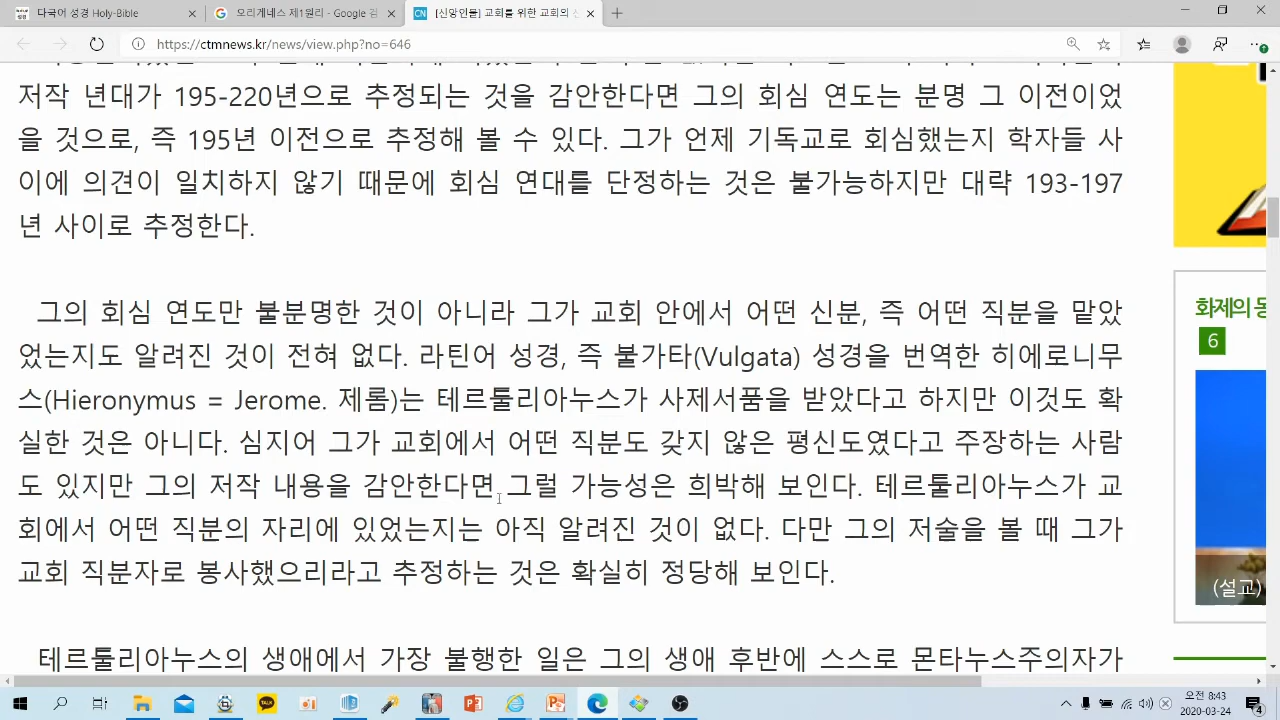 다국어 성경 Holy-Bible
오리게네스 제1원리 - Google 검
[신앙인물] 교회를 위한 교회의
https://ctmnews.kr/news/view.php?no=646
저작 년대가 195-220년으로 추정되는 것을 감안한다면 그의 회심 연도는 분명 그 이전이었
을 것으로, 즉 195년 이전으로 추정해 볼 수 있다. 그가 언제 기독교로 회심했는지 학자들 사
이에 의견이 일치하지 않기 때문에 회심 연대를 단정하는 것은 불가능하지만 대략 193-197
년 사이로 추정한다.
그의 회심 연도만 불분명한 것이 아니라 그가 교회 안에서 어떤 신분, 즉 어떤 직분을 맡았
었는지도 알려진 것이 전혀 없다. 라틴어 성경, 즉 불가타(Vulgata) 성경을 번역한 히에로니무
스(Hieronymus = Jerome. 제롬)는 테르툴리아누스가 사제서품을 받았다고 하지만 이것도 확
실한 것은 아니다. 심지어 그가 교회에서 어떤 직분도 갖지 않은 평신도였다고 주장하는 사람
도 있지만 그의 저작 내용을 감안한다면 그럴 가능성은 희박해 보인다. 테르툴리아누스가 교
회에서 어떤 직분의 자리에 있었는지는 아직 알려진 것이 없다. 다만 그의 저술을 볼 때 그가
교회 직분자로 봉사했으리라고 추정하는 것은 확실히 정당해 보인다.
테르툴리아누스의 생애에서 가장 불행한 일은 그의 생애 후반에 스스로 몬타누스주의자가
화제의 동
6
(설교)
오전 8:43
2020-03-24